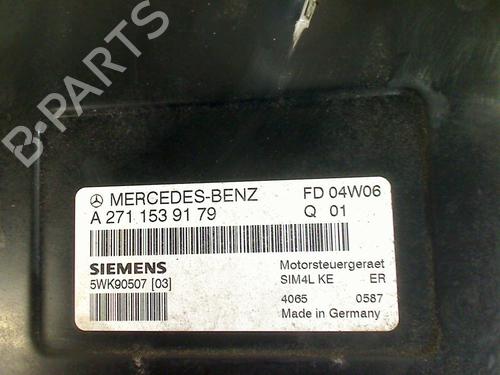 B-PARTS
MERCEDES-BENZ FD 04W06
A 271 153 91 79 Q 01
SIEMENS Motorsteuergeraet
5WK90507 [03] SIM4L KE ER
4065 0587
Made in Germany